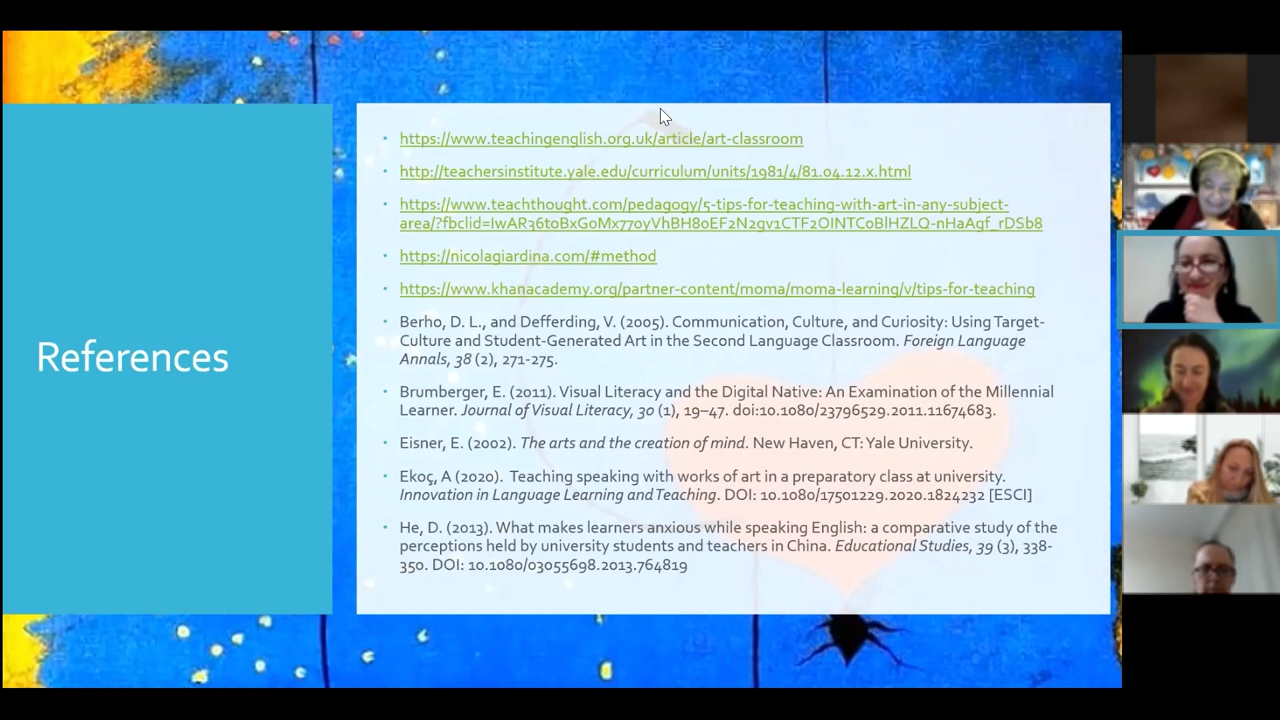 References
https://www.teachingenglish.org.uk/article/art-classroom
http://teachersinstitute.yale.edu/curriculum/units/1981/4/81.04.12.x.html
https://www.teachthought.com/pedagogy/5-tips-for-teaching-with-art-in-any-subject-
area/?fbclid=IwAR36toBxGoMx77oyVhBH8oEF2N2gv1CTF2OINTCoBlHZLQ-nHaAgf_rDSb8
https://nicolagiardina.com/#method
https://www.khanacademy.org/partner-content/moma/moma-learning/v/tips-for-teaching
Berho, D. L., and Defferding, V. (2005). Communication, Culture, and Curiosity: Using Target-
Culture and Student-Generated Art in the Second Language Classroom. Foreign Language
Annals, 38 (2), 271-275.
Brumberger, E. (2011). Visual Literacy and the Digital Native: An Examination of the Millennial
Learner. Journal of Visual Literacy, 30 (1), 19–47. doi:10.1080/23796529.2011.11674683.
Eisner, E. (2002). The arts and the creation of mind. New Haven, CT: Yale University.
Ekoç, A (2020). Teaching speaking with works of art in a preparatory class at university.
Innovation in Language Learning and Teaching. DOI: 10.1080/17501229.2020.1824232 [ESCI]
He, D. (2013). What makes learners anxious while speaking English: a comparative study of the
perceptions held by university students and teachers in China. Educational Studies, 39 (3), 338-
350. DOI: 10.1080/03055698.2013.764819